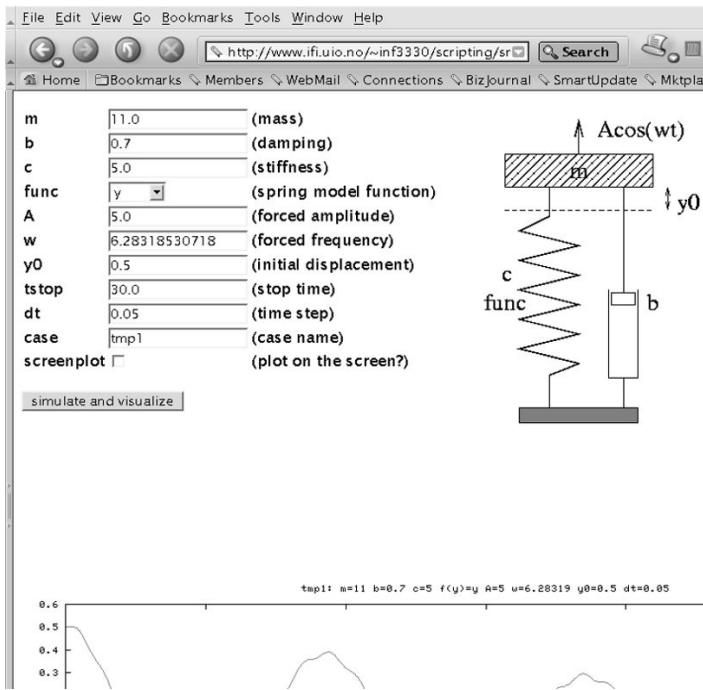 File Edit View Go Bookmarks Tools Window Help
http://www.ifi.uio.no/~inf3330/scripting/sr Search
Home Bookmarks Members WebMail Connections BizJournal SmartUpdate Mktpla
m 11.0 (mass)
b 0.7 (damping)
c 5.0 (stiffness)
func y (spring model function)
A 5.0 (forced amplitude)
w 6.28318530718 (forced frequency)
y0 0.5 (initial displacement)
tstop 30.0 (stop time)
dt 0.05 (time step)
case tmp1 (case name)
screenplot (plot on the screen?)
simulate and visualize
Acos(wt)
m
y0
c
func
b
tmp1: m=11 b=0.7 c=5 f(y)=y A=5 w=6.28319 y0=0.5 dt=0.05
0.6
0.5
0.4
0.3